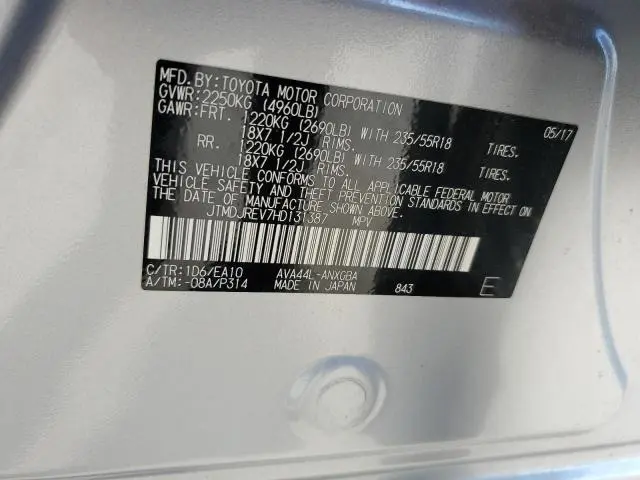 MFD.BY:TOYOTA MOTOR CORPORATION 05/17
GVWR:2250KG (4960LB)
GAWR:FRT. 1220KG (2690LB) WITH 235/55R18 TIRES.
18X7 1/2J RIMS.
RR. 1220KG (2690LB) WITH 235/55R18 TIRES.
18X7 1/2J RIMS.
THIS VEHICLE CONFORMS TO ALL APPLICABLE FEDERAL MOTOR
VEHICLE SAFETY AND THEFT PREVENTION STANDARDS IN EFFECT ON
THE DATE OF MANUFACTURE SHOWN ABOVE.
JTMDJREV7HD131387 MPV
C/TR:1D6/EA10 AVA44L-ANXGBA
A/TM:-08A/P314 MADE IN JAPAN 843 E